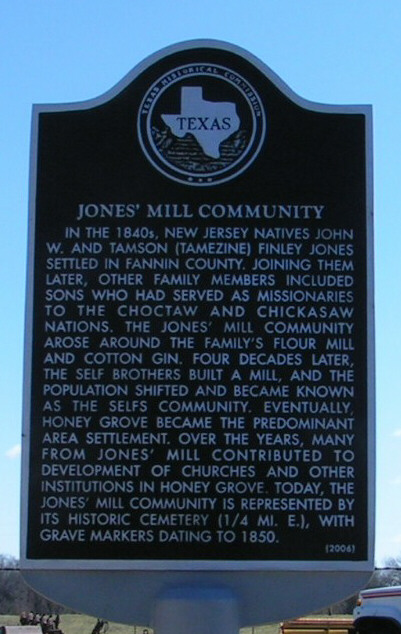 TEXAS HISTORICAL COMMISSION
TEXAS
JONES' MILL COMMUNITY
IN THE 1840s, NEW JERSEY NATIVES JOHN
W. AND TAMSON (TAMEZINE) FINLEY JONES
SETTLED IN FANNIN COUNTY. JOINING THEM
LATER, OTHER FAMILY MEMBERS INCLUDED
SONS WHO HAD SERVED AS MISSIONARIES
TO THE CHOCTAW AND CHICKASAW
NATIONS. THE JONES' MILL COMMUNITY
AROSE AROUND THE FAMILY'S FLOUR MILL
AND COTTON GIN. FOUR DECADES LATER,
THE SELF BROTHERS BUILT A MILL, AND THE
POPULATION SHIFTED AND BECAME KNOWN
AS THE SELFS COMMUNITY. EVENTUALLY,
HONEY GROVE BECAME THE PREDOMINANT
AREA SETTLEMENT. OVER THE YEARS, MANY
FROM JONES' MILL CONTRIBUTED TO
DEVELOPMENT OF CHURCHES AND OTHER
INSTITUTIONS IN HONEY GROVE. TODAY, THE
JONES' MILL COMMUNITY IS REPRESENTED BY
ITS HISTORIC CEMETERY (1/4 MI. E.), WITH
GRAVE MARKERS DATING TO 1850.
(2006)